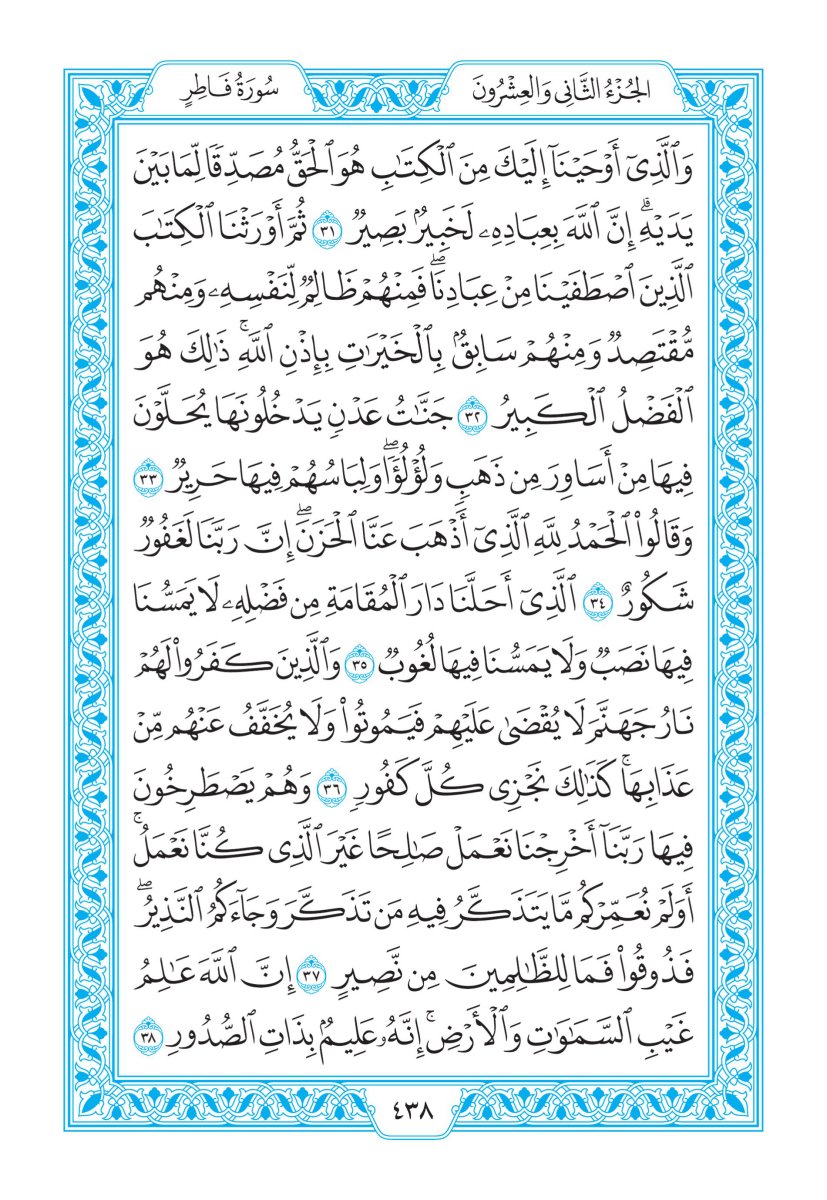 الجُزْءُ الثَّانِي وَالعِشْرُونَ
سُورَةُ فَاطِرٍ
وَٱلَّذِىٓ أَوْحَيْنَآ إِلَيْكَ مِنَ ٱلْكِتَٰبِ هُوَ ٱلْحَقُّ مُصَدِّقًا لِّمَا بَيْنَ
يَدَيْهِۗ إِنَّ ٱللَّهَ بِعِبَادِهِۦ لَخَبِيرٌۢ بَصِيرٌ ٣١ ثُمَّ أَوْرَثْنَا ٱلْكِتَٰبَ
ٱلَّذِينَ ٱصْطَفَيْنَا مِنْ عِبَادِنَاۖ فَمِنْهُمْ ظَالِمٌ لِّنَفْسِهِۦ وَمِنْهُم
مُّقْتَصِدٌ وَمِنْهُمْ سَابِقٌۢ بِٱلْخَيْرَٰتِ بِإِذْنِ ٱللَّهِۚ ذَٰلِكَ هُوَ
ٱلْفَضْلُ ٱلْكَبِيرُ ٣٢ جَنَّٰتُ عَدْنٍ يَدْخُلُونَهَا يُحَلَّوْنَ
فِيهَا مِنْ أَسَاوِرَ مِن ذَهَبٍ وَلُؤْلُؤًاۖ وَلِبَاسُهُمْ فِيهَا حَرِيرٌ ٣٣
وَقَالُوا۟ ٱلْحَمْدُ لِلَّهِ ٱلَّذِىٓ أَذْهَبَ عَنَّا ٱلْحَزَنَۖ إِنَّ رَبَّنَا لَغَفُورٌ
شَكُورٌ ٣٤ ٱلَّذِىٓ أَحَلَّنَا دَارَ ٱلْمُقَامَةِ مِن فَضْلِهِۦ لَا يَمَسُّنَا
فِيهَا نَصَبٌ وَلَا يَمَسُّنَا فِيهَا لُغُوبٌ ٣٥ وَٱلَّذِينَ كَفَرُوا۟ لَهُمْ
نَارُ جَهَنَّمَ لَا يُقْضَىٰ عَلَيْهِمْ فَيَمُوتُوا۟ وَلَا يُخَفَّفُ عَنْهُم مِّنْ
عَذَابِهَاۚ كَذَٰلِكَ نَجْزِى كُلَّ كَفُورٍ ٣٦ وَهُمْ يَصْطَرِخُونَ
فِيهَا رَبَّنَآ أَخْرِجْنَا نَعْمَلْ صَٰلِحًا غَيْرَ ٱلَّذِى كُنَّا نَعْمَلُۚ
أَوَلَمْ نُعَمِّرْكُم مَّا يَتَذَكَّرُ فِيهِ مَن تَذَكَّرَ وَجَآءَكُمُ ٱلنَّذِيرُۖ
فَذُوقُوا۟ فَمَا لِلظَّٰلِمِينَ مِن نَّصِيرٍ ٣٧ إِنَّ ٱللَّهَ عَٰلِمُ
غَيْبِ ٱلسَّمَٰوَٰتِ وَٱلْأَرْضِۚ إِنَّهُۥ عَلِيمٌۢ بِذَاتِ ٱلصُّدُورِ ٣٨
٤٣٨